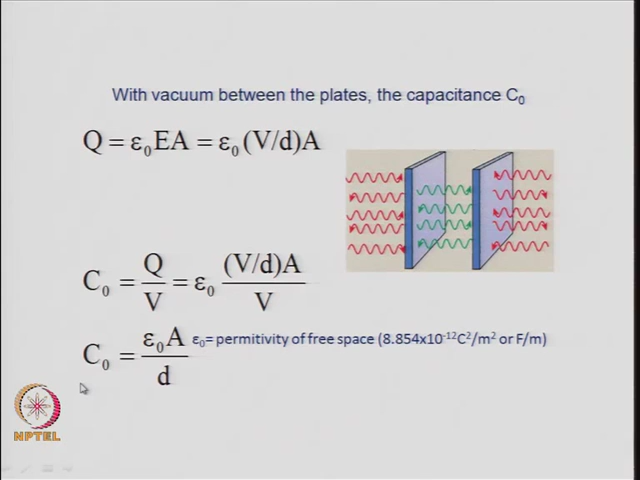 With vacuum between the plates, the capacitance C₀
Q = ε₀EA = ε₀(V/d)A
C₀ = Q/V = ε₀ (V/d)A/V
C₀ = ε₀A/d ε₀= permitivity of free space (8.854x10⁻¹²C²/m² or F/m)
NPTEL